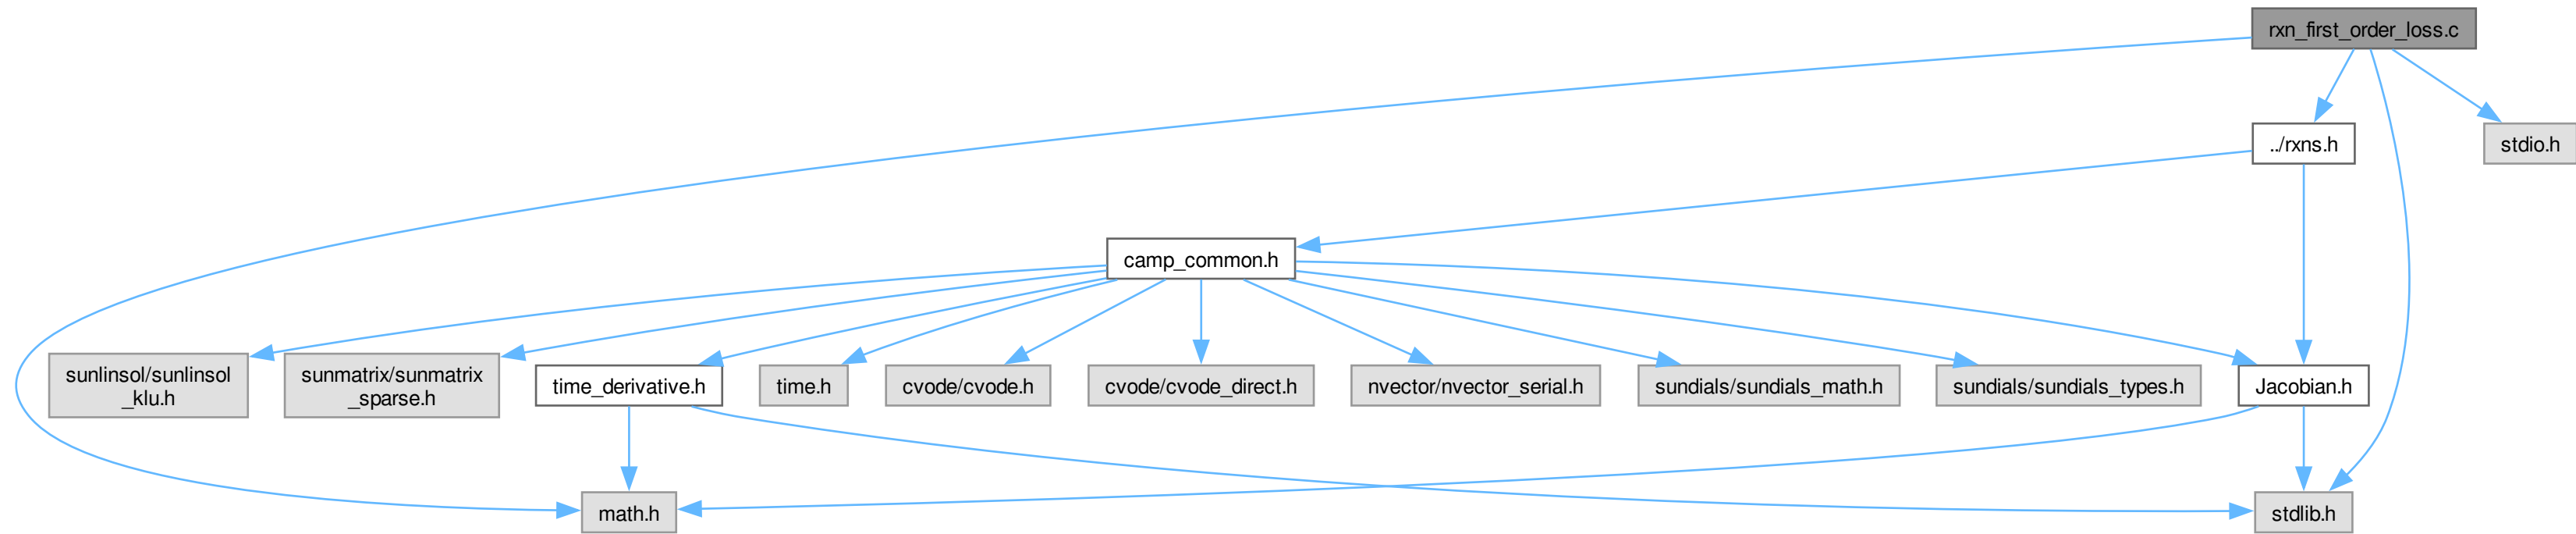 rxn_first_order_loss.c
../rxns.h
stdio.h
camp_common.h
sunlinsol/sunlinsol
_klu.h
sunmatrix/sunmatrix
_sparse.h
time_derivative.h
time.h
cvode/cvode.h
cvode/cvode_direct.h
nvector/nvector_serial.h
sundials/sundials_math.h
sundials/sundials_types.h
Jacobian.h
math.h
stdlib.h